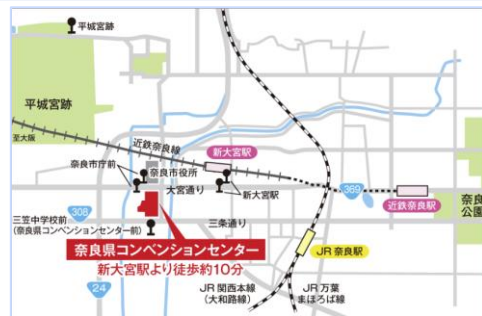 平城宮跡
平城宮跡
至大阪
近鉄奈良線
新大宮駅
奈良市庁前
奈良市役所
大宮通り
新大宮駅
369
近鉄奈良駅
奈良
公園
308
三笠中学校前
(奈良県コンベンションセンター前)
三条通り
奈良県コンベンションセンター
新大宮駅より徒歩約10分
JR 奈良駅
24
JR 関西本線
(大和路線)
JR 万葉
まほろば線